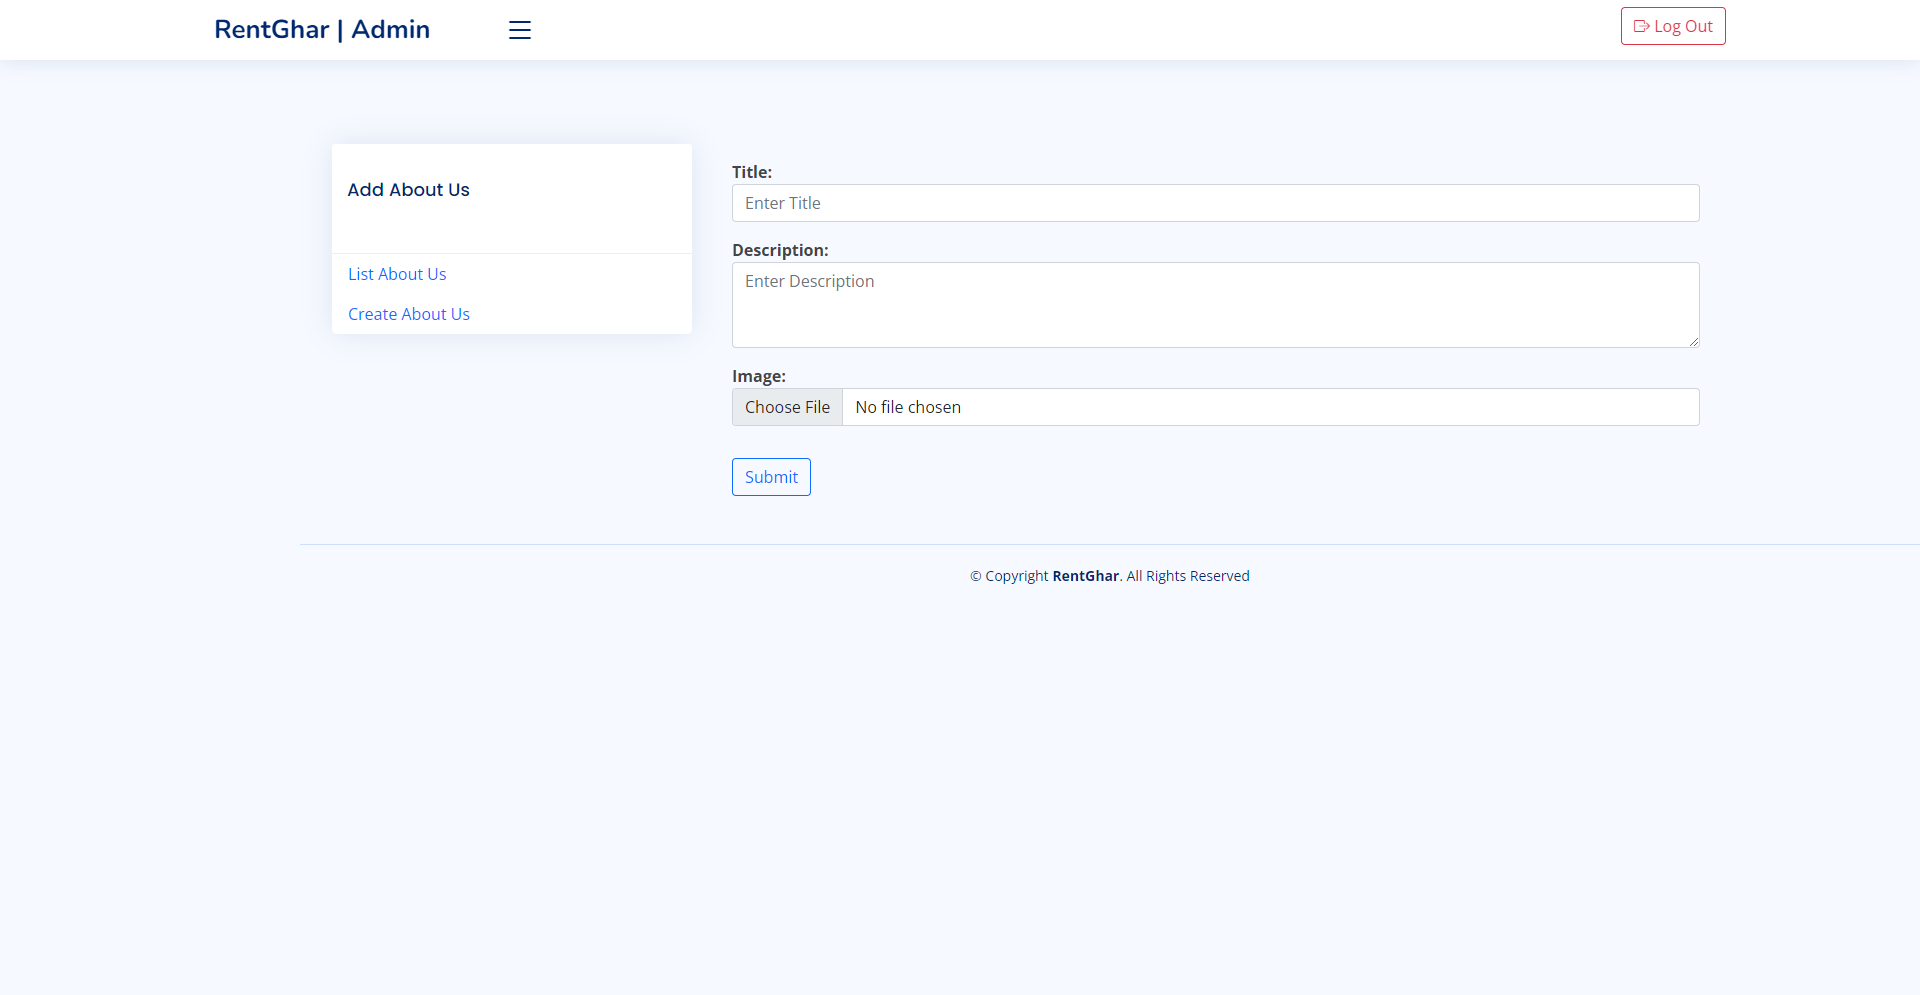 RentGhar | Admin
Log Out
Add About Us
List About Us
Create About Us
Title:
Enter Title
Description:
Enter Description
Image:
Choose File No file chosen
Submit
© Copyright RentGhar. All Rights Reserved